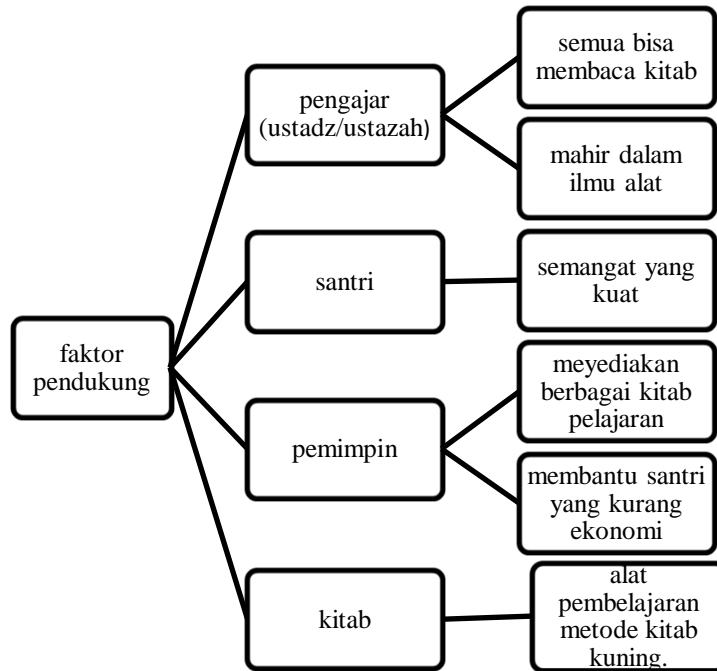 faktor
pendukung
pengajar
(ustadz/ustazah)
semua bisa
membaca kitab
mahir dalam
ilmu alat
santri
semangat yang
kuat
pemimpin
meyediakan
berbagai kitab
pelajaran
membantu santri
yang kurang
ekonomi
kitab
alat
pembelajaran
metode kitab
kuning.